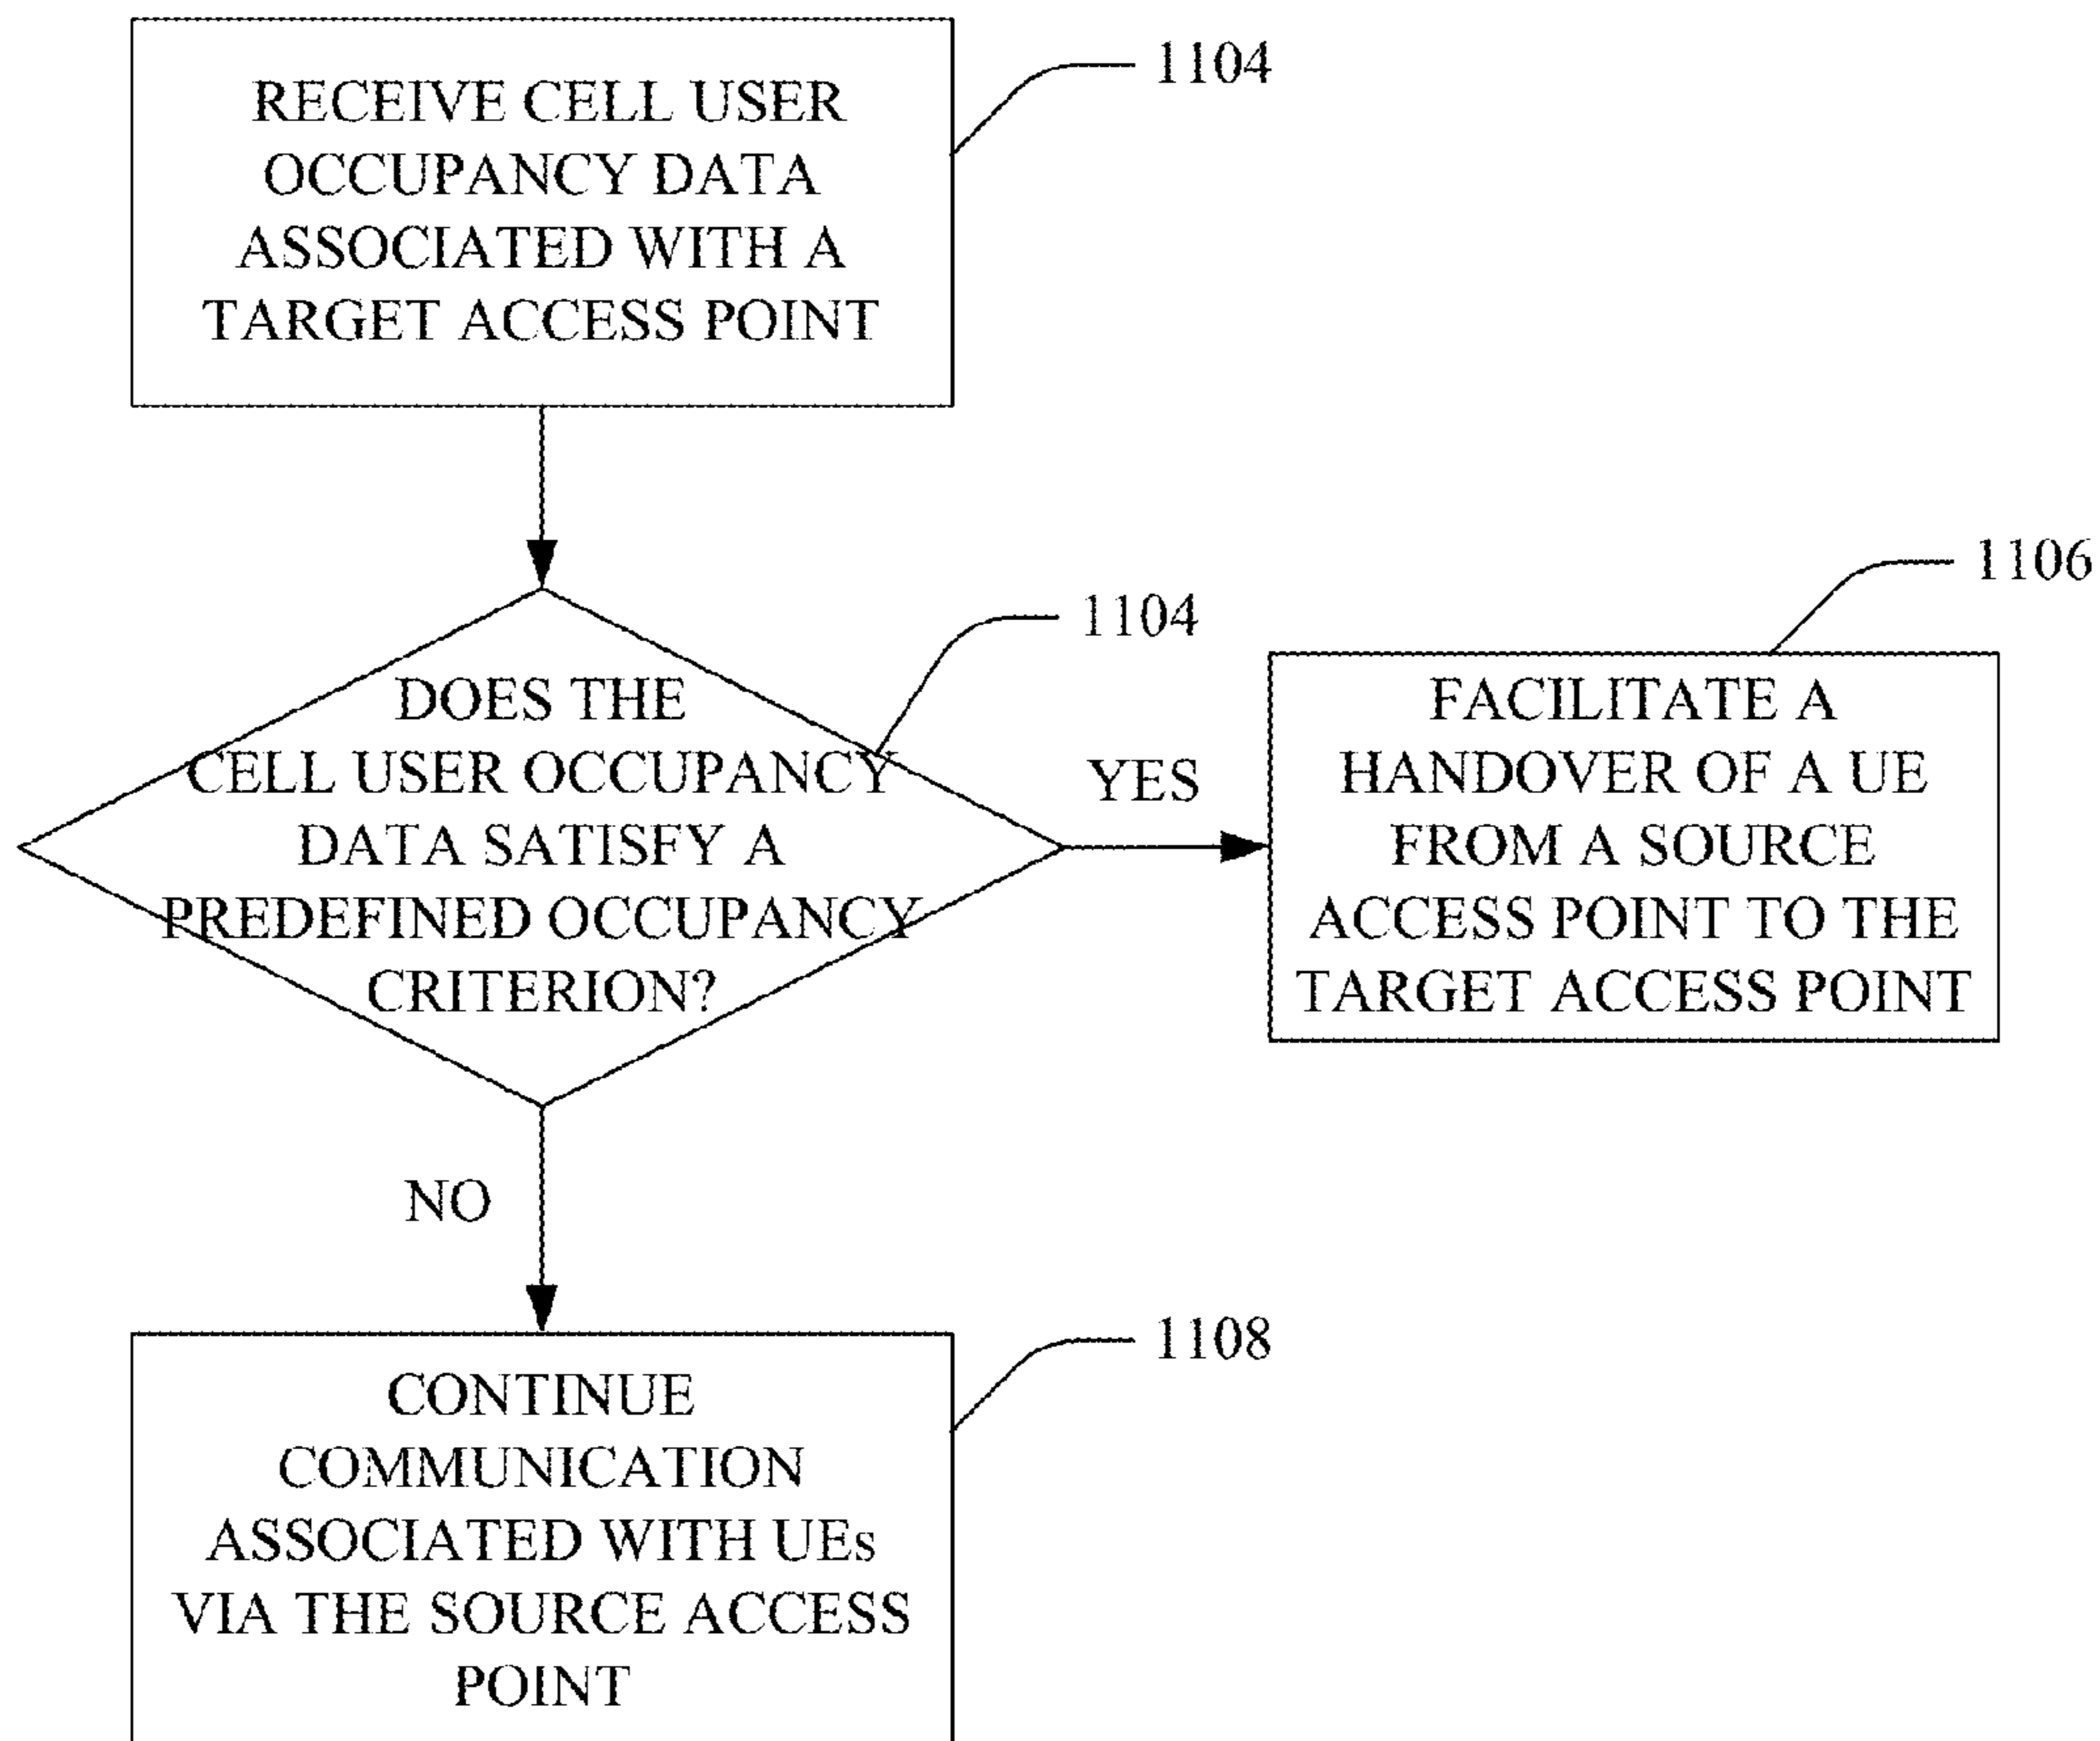 RECEIVE CELL USER
OCCUPANCY DATA
ASSOCIATED WITH A
TARGET ACCESS POINT
1104
DOES THE
CELL USER OCCUPANCY
DATA SATISFY A
PREDEFINED OCCUPANCY
CRITERION?
1104
YES
FACILITATE A
HANDOVER OF A UE
FROM A SOURCE
ACCESS POINT TO THE
TARGET ACCESS POINT
1106
NO
CONTINUE
COMMUNICATION
ASSOCIATED WITH UEs
VIA THE SOURCE ACCESS
POINT
1108